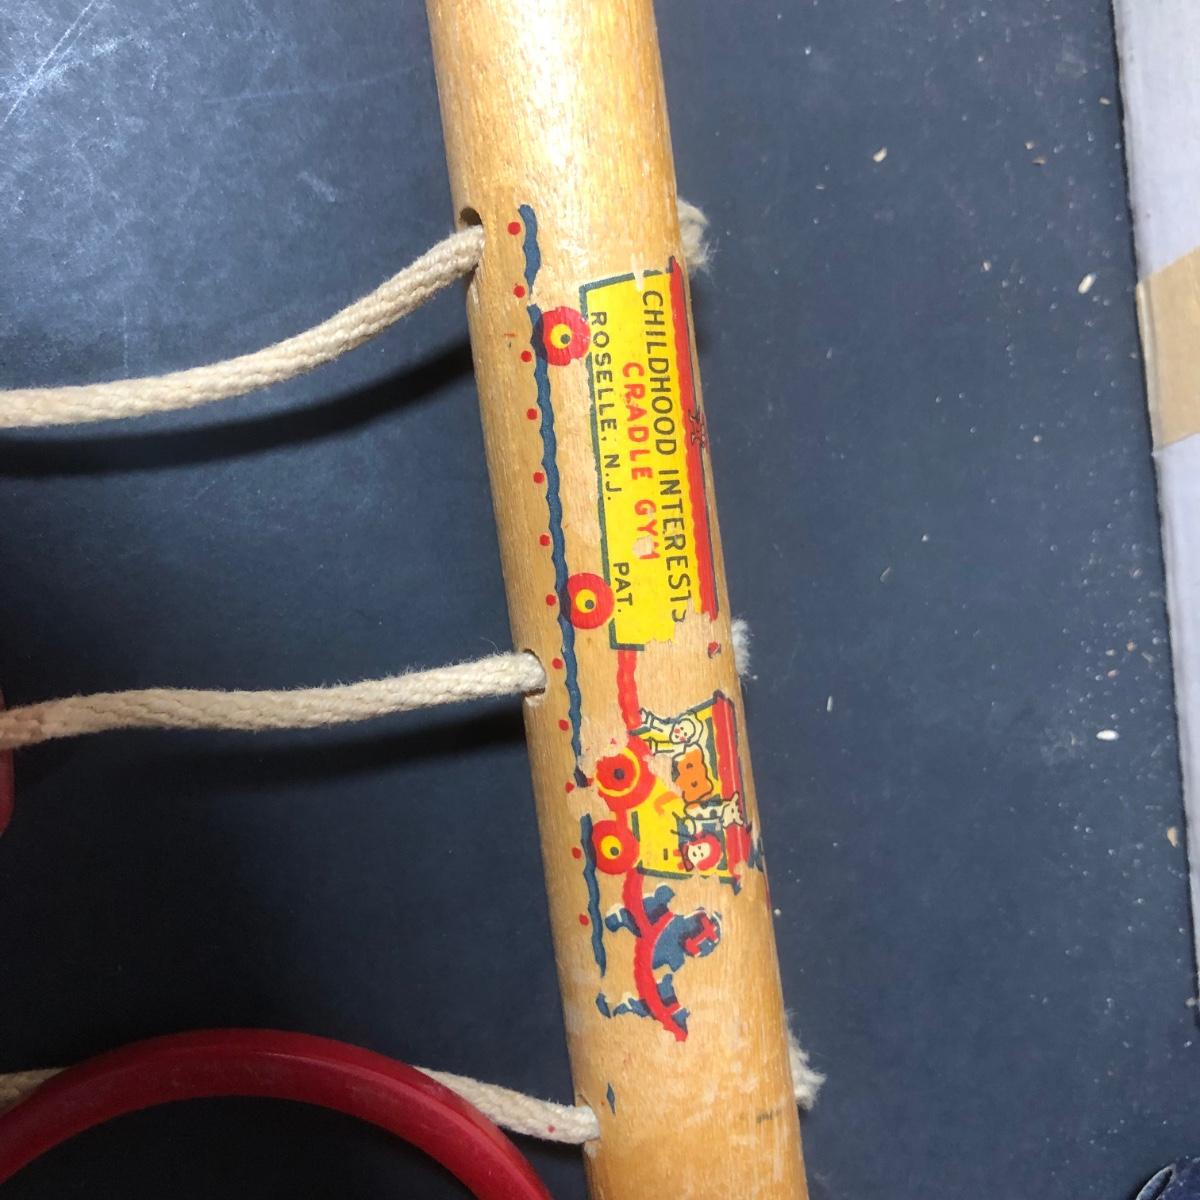 CHILDHOOD INTERESTS
CRADLE GYM
ROSELLE, N.J. PAT.